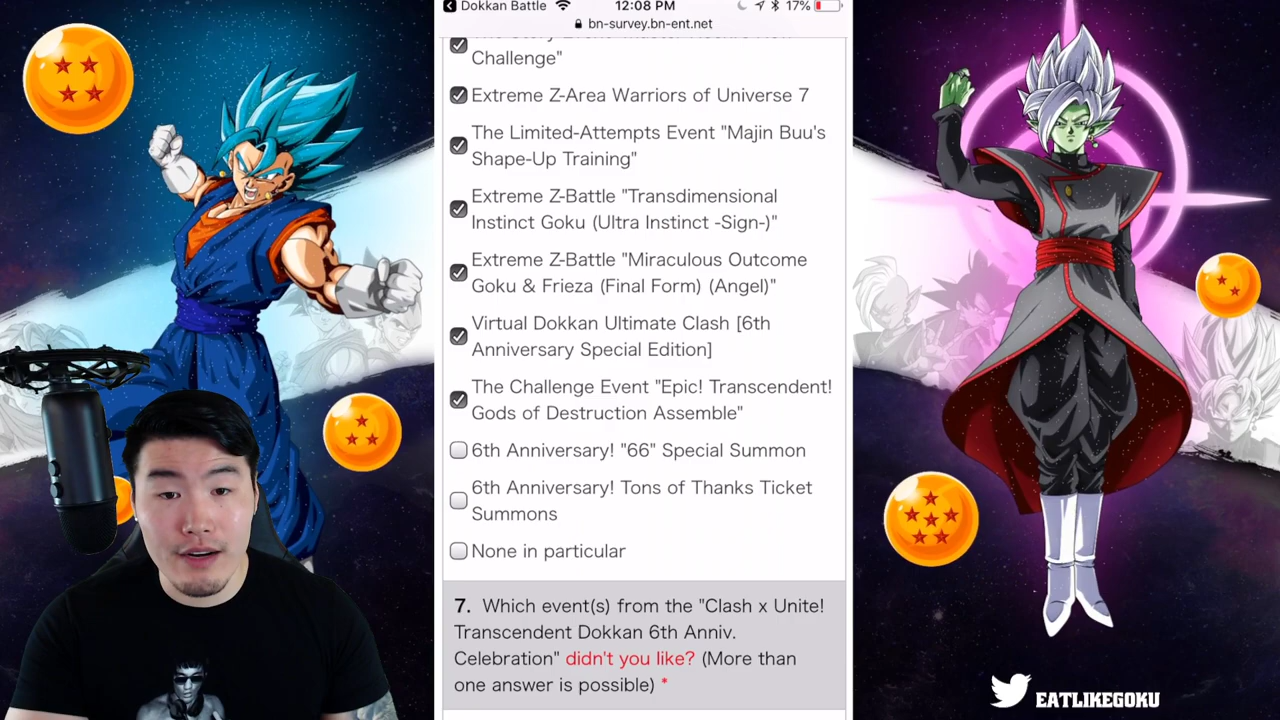 Dokkan Battle
12:08 PM
17%
bn-survey.bn-ent.net
Challenge"
Extreme Z-Area Warriors of Universe 7
The Limited-Attempts Event "Majin Buu's
Shape-Up Training"
Extreme Z-Battle "Transdimensional
Instinct Goku (Ultra Instinct -Sign-)"
Extreme Z-Battle "Miraculous Outcome
Goku & Frieza (Final Form) (Angel)"
Virtual Dokkan Ultimate Clash [6th
Anniversary Special Edition]
The Challenge Event "Epic! Transcendent!
Gods of Destruction Assemble"
6th Anniversary! "66" Special Summon
6th Anniversary! Tons of Thanks Ticket
Summons
None in particular
7. Which event(s) from the "Clash x Unite!
Transcendent Dokkan 6th Anniv.
Celebration" didn't you like? (More than
one answer is possible) *
EATLIKEGOKU